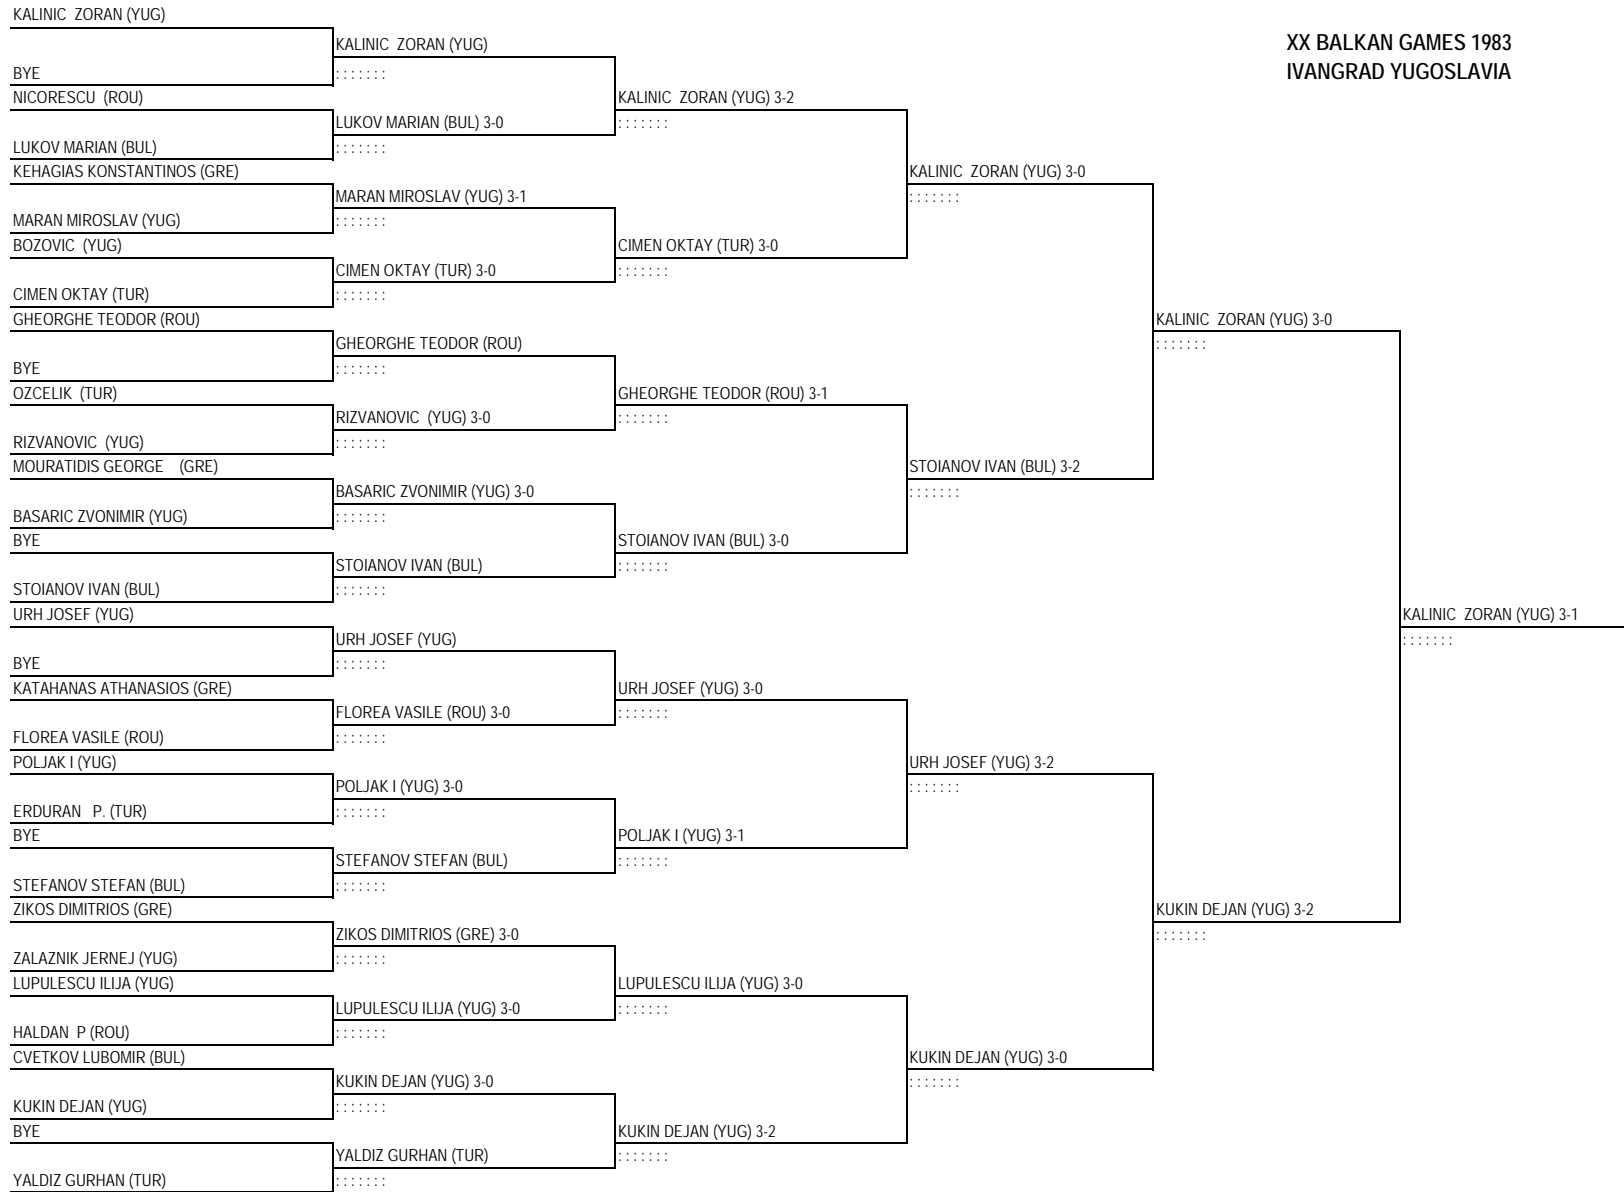 KALINIC  ZORAN (YUG)
BYE
NICORESCU  (ROU)
LUKOV MARIAN (BUL)
KEHAGIAS KONSTANTINOS (GRE)
MARAN MIROSLAV (YUG)
BOZOVIC  (YUG)
CIMEN OKTAY (TUR)
GHEORGHE TEODOR (ROU)
BYE
OZCELIK  (TUR)
RIZVANOVIC  (YUG)
MOURATIDIS GEORGE   (GRE)
BASARIC ZVONIMIR (YUG)
BYE
STOIANOV IVAN (BUL)
URH JOSEF (YUG)
BYE
KATAHANAS ATHANASIOS (GRE)
FLOREA VASILE (ROU)
POLJAK I (YUG)
ERDURAN   P. (TUR)
BYE
STEFANOV STEFAN (BUL)
ZIKOS DIMITRIOS (GRE)
ZALAZNIK JERNEJ (YUG)
LUPULESCU ILIJA (YUG)
HALDAN  P (ROU)
CVETKOV LUBOMIR (BUL)
KUKIN DEJAN (YUG)
BYE
YALDIZ GURHAN (TUR)
KALINIC  ZORAN (YUG)
: : : : : : :
LUKOV MARIAN (BUL) 3-0
: : : : : : :
MARAN MIROSLAV (YUG) 3-1
: : : : : : :
CIMEN OKTAY (TUR) 3-0
: : : : : : :
GHEORGHE TEODOR (ROU)
: : : : : : :
RIZVANOVIC  (YUG) 3-0
: : : : : : :
BASARIC ZVONIMIR (YUG) 3-0
: : : : : : :
STOIANOV IVAN (BUL)
: : : : : : :
URH JOSEF (YUG)
: : : : : : :
FLOREA VASILE (ROU) 3-0
: : : : : : :
POLJAK I (YUG) 3-0
: : : : : : :
STEFANOV STEFAN (BUL)
: : : : : : :
ZIKOS DIMITRIOS (GRE) 3-0
: : : : : : :
LUPULESCU ILIJA (YUG) 3-0
: : : : : : :
KUKIN DEJAN (YUG) 3-0
: : : : : : :
YALDIZ GURHAN (TUR)
: : : : : : :
KALINIC  ZORAN (YUG) 3-2
: : : : : : :
CIMEN OKTAY (TUR) 3-0
: : : : : : :
GHEORGHE TEODOR (ROU) 3-1
: : : : : : :
STOIANOV IVAN (BUL) 3-0
: : : : : : :
URH JOSEF (YUG) 3-0
: : : : : : :
POLJAK I (YUG) 3-1
: : : : : : :
LUPULESCU ILIJA (YUG) 3-0
: : : : : : :
KUKIN DEJAN (YUG) 3-2
: : : : : : :
KALINIC  ZORAN (YUG) 3-0
: : : : : : :
STOIANOV IVAN (BUL) 3-2
: : : : : : :
URH JOSEF (YUG) 3-2
: : : : : : :
KUKIN DEJAN (YUG) 3-0
: : : : : : :
KALINIC  ZORAN (YUG) 3-0
: : : : : : :
KUKIN DEJAN (YUG) 3-2
: : : : : : :
KALINIC  ZORAN (YUG) 3-1
: : : : : : :
XX BALKAN GAMES 1983
IVANGRAD YUGOSLAVIA